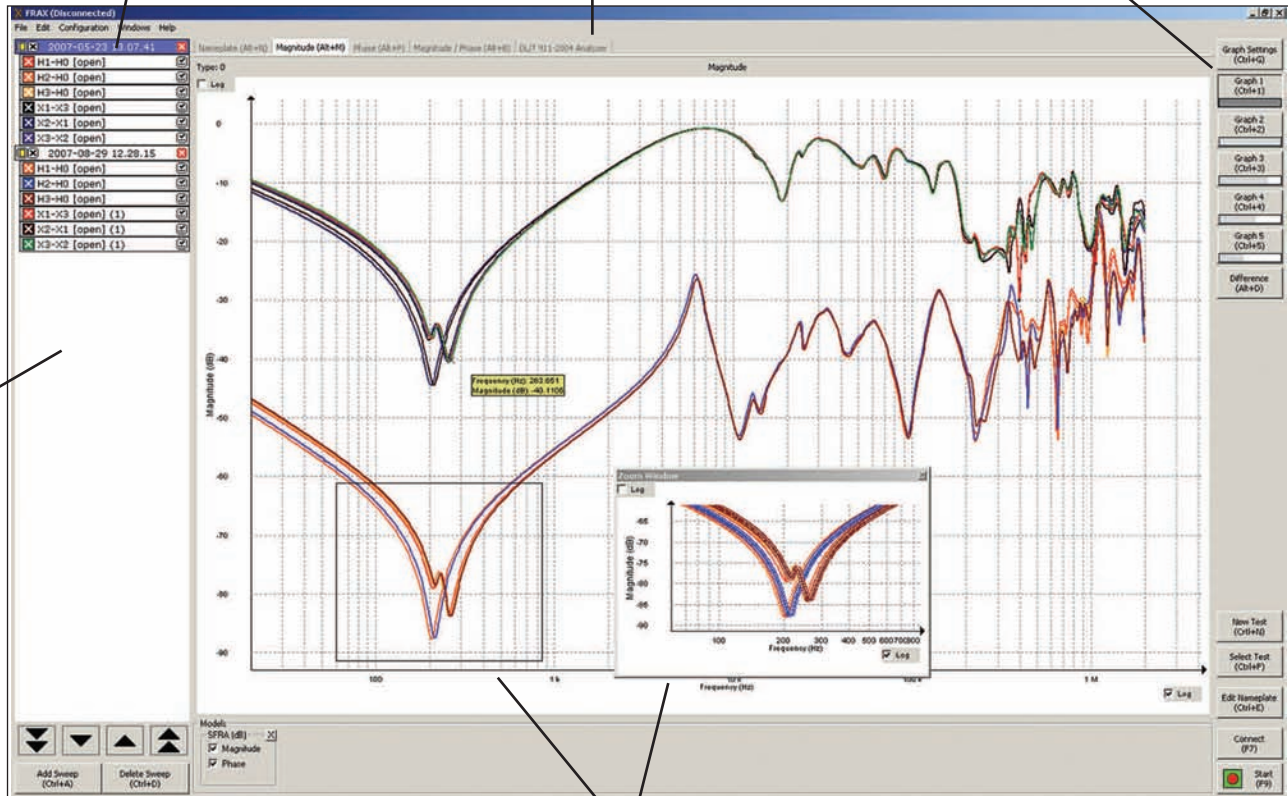 FRAX (Disconnected)
File Edit Configuration Windows Help
2007-05-23 13.07.41
H1-H0 [open]
H2-H0 [open]
H3-H0 [open]
X1-X3 [open]
X2-X1 [open]
X3-X2 [open]
2007-08-29 12.28.15
H1-H0 [open]
H2-H0 [open]
H3-H0 [open]
X1-X3 [open] (1)
X2-X1 [open] (1)
X3-X2 [open] (1)
Add Sweep
(Ctrl+A)
Delete Sweep
(Ctrl+D)
Nameplate (Alt+N) Magnitude (Alt+M) Phase (Alt+P) Magnitude / Phase (Alt+B) DL/T 911-2004 Analyzer
Type: 0
Magnitude
Log
0
-10
-20
-30
-40
-50
-60
-70
-80
-90
Magnitude (dB)
Frequency (Hz): 263.651
Magnitude (dB): -40.1105
Zoom Window
Log
-65
-70
-75
-80
-85
-90
Magnitude (dB)
100 200 300 400 500 600 700 800
Frequency (Hz)
Log
100 1 k 10 k 100 k 1 M
Frequency (Hz)
Log
Models
SFRA (dB) X
Magnitude
Phase
Graph Settings
(Ctrl+G)
Graph 1
(Ctrl+1)
Graph 2
(Ctrl+2)
Graph 3
(Ctrl+3)
Graph 4
(Ctrl+4)
Graph 5
(Ctrl+5)
Difference
(Alt+D)
New Test
(Ctrl+N)
Select Test
(Ctrl+F)
Edit Nameplate
(Ctrl+E)
Connect
(F7)
Start
(F9)